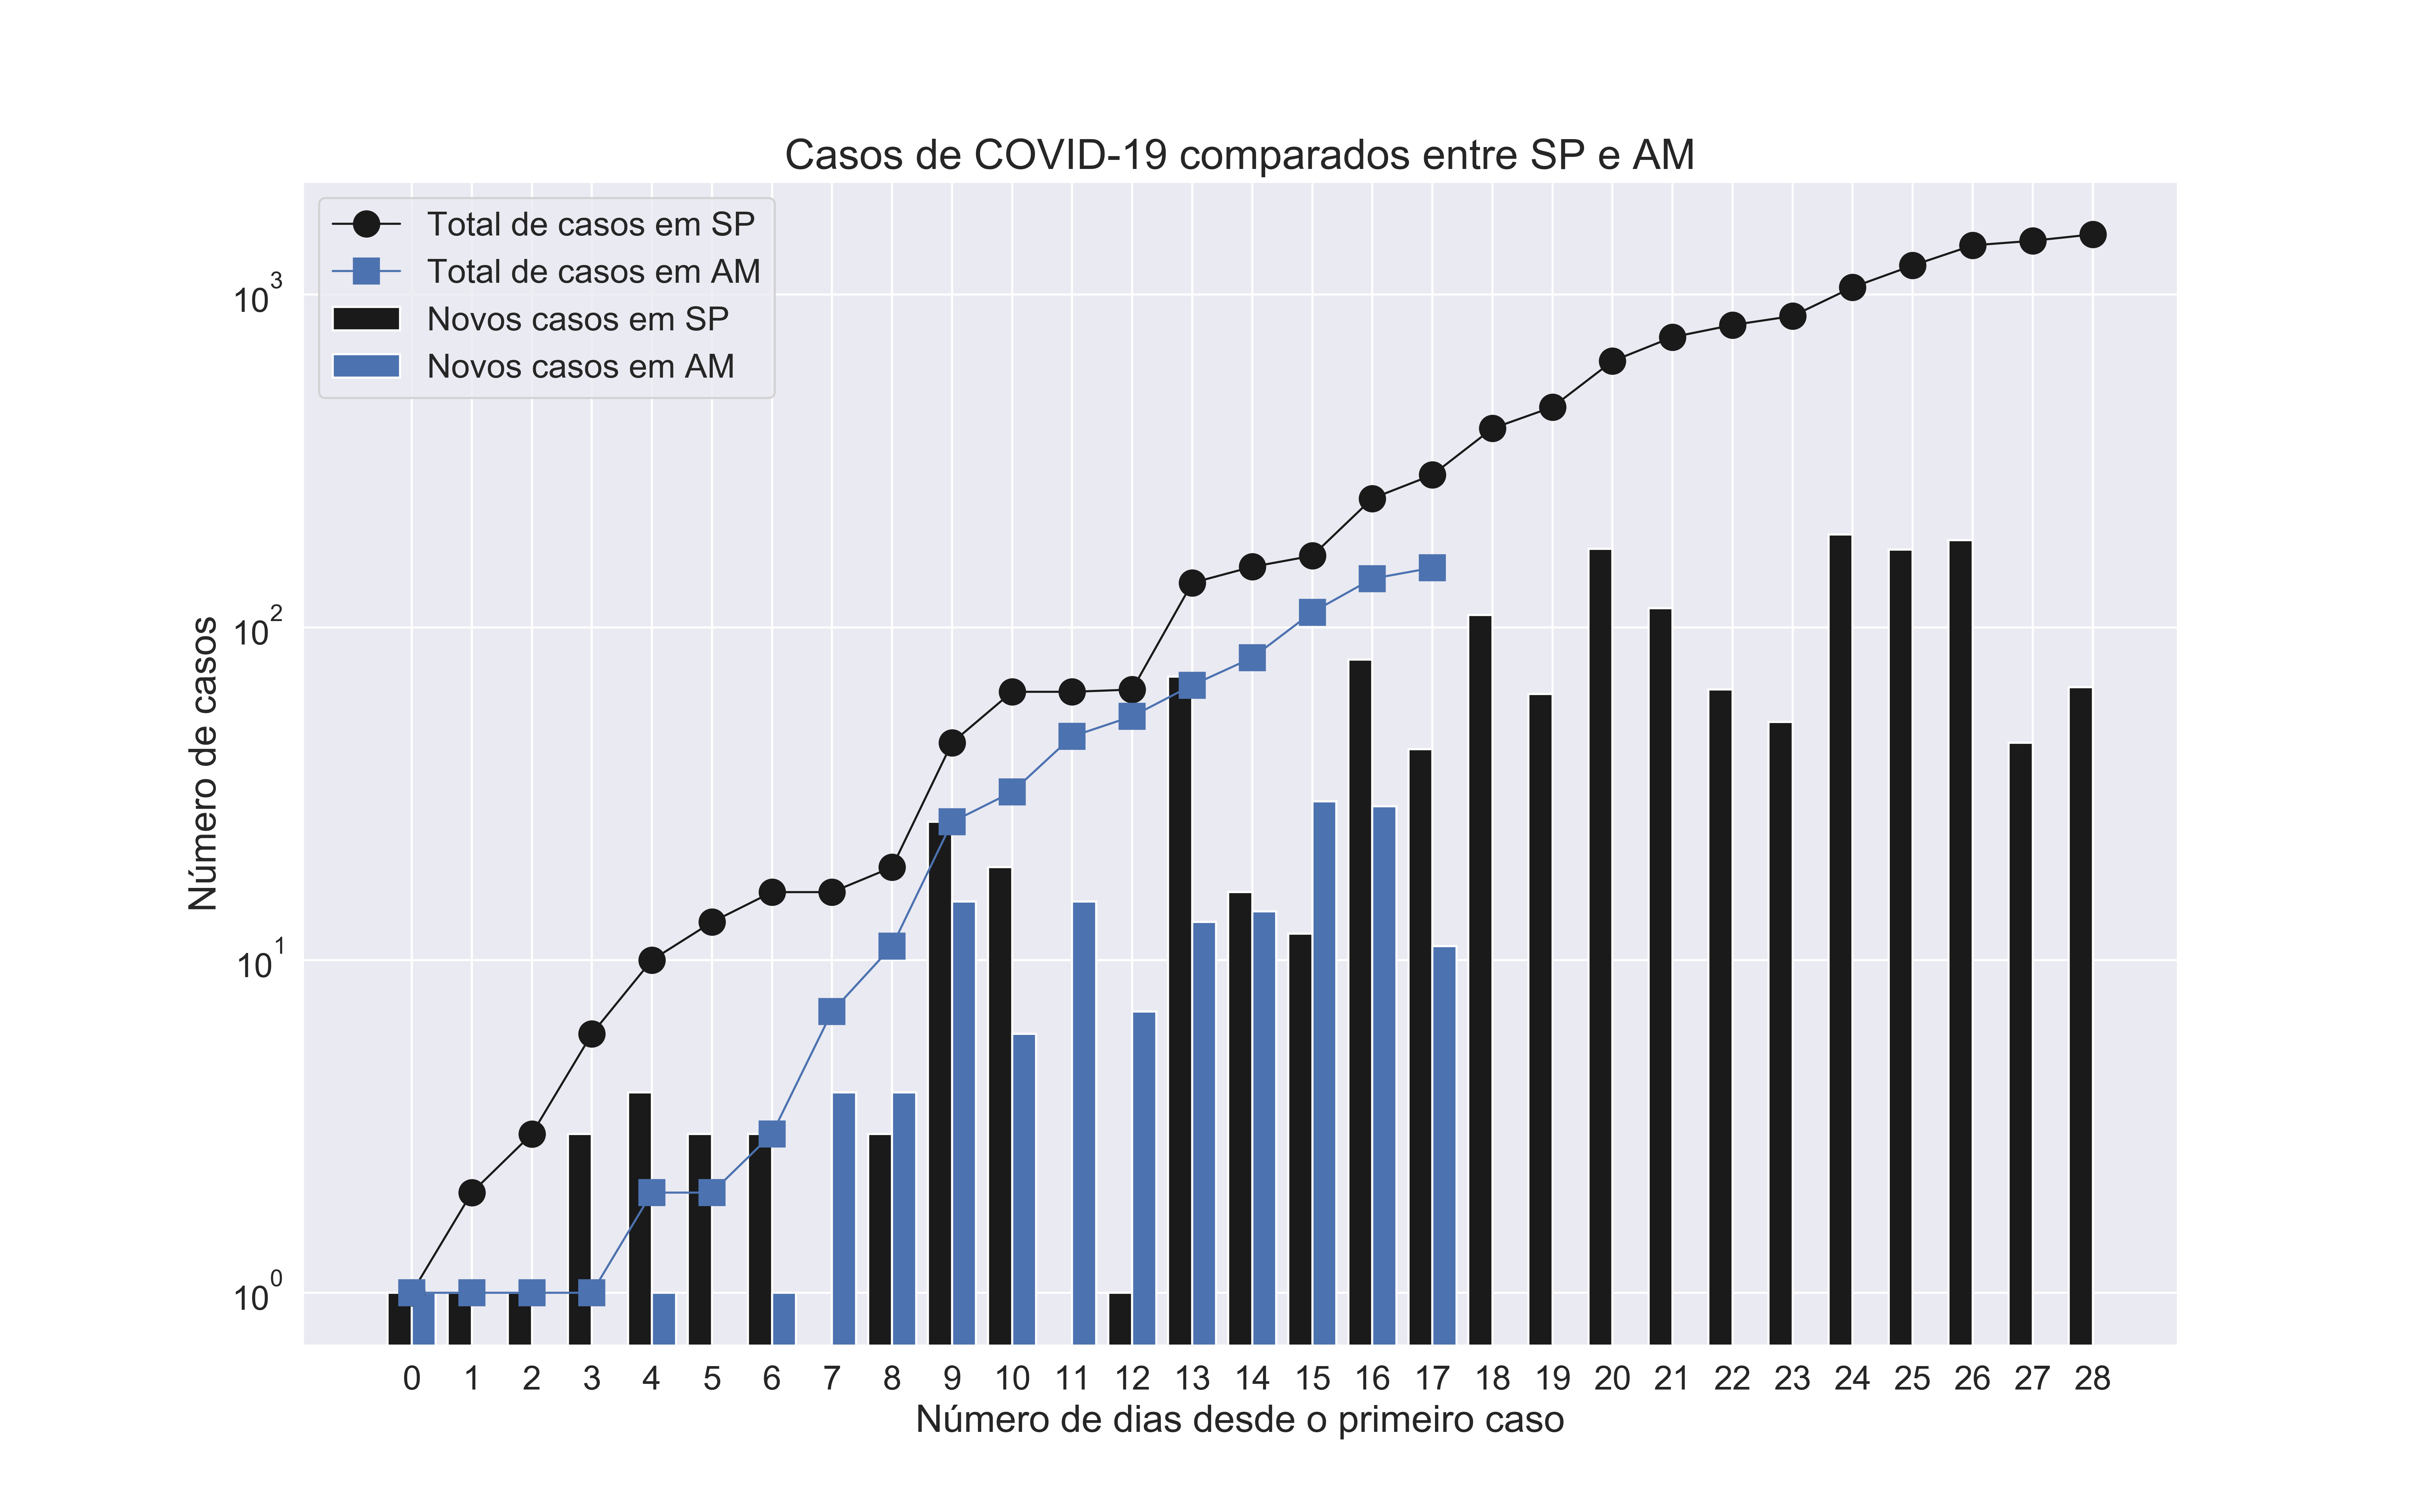 Casos de COVID-19 comparados entre SP e AM
Total de casos em SP
Total de casos em AM
Novos casos em SP
Novos casos em AM
10³
10²
10¹
10⁰
Número de casos
0 1 2 3 4 5 6 7 8 9 10 11 12 13 14 15 16 17 18 19 20 21 22 23 24 25 26 27 28
Número de dias desde o primeiro caso